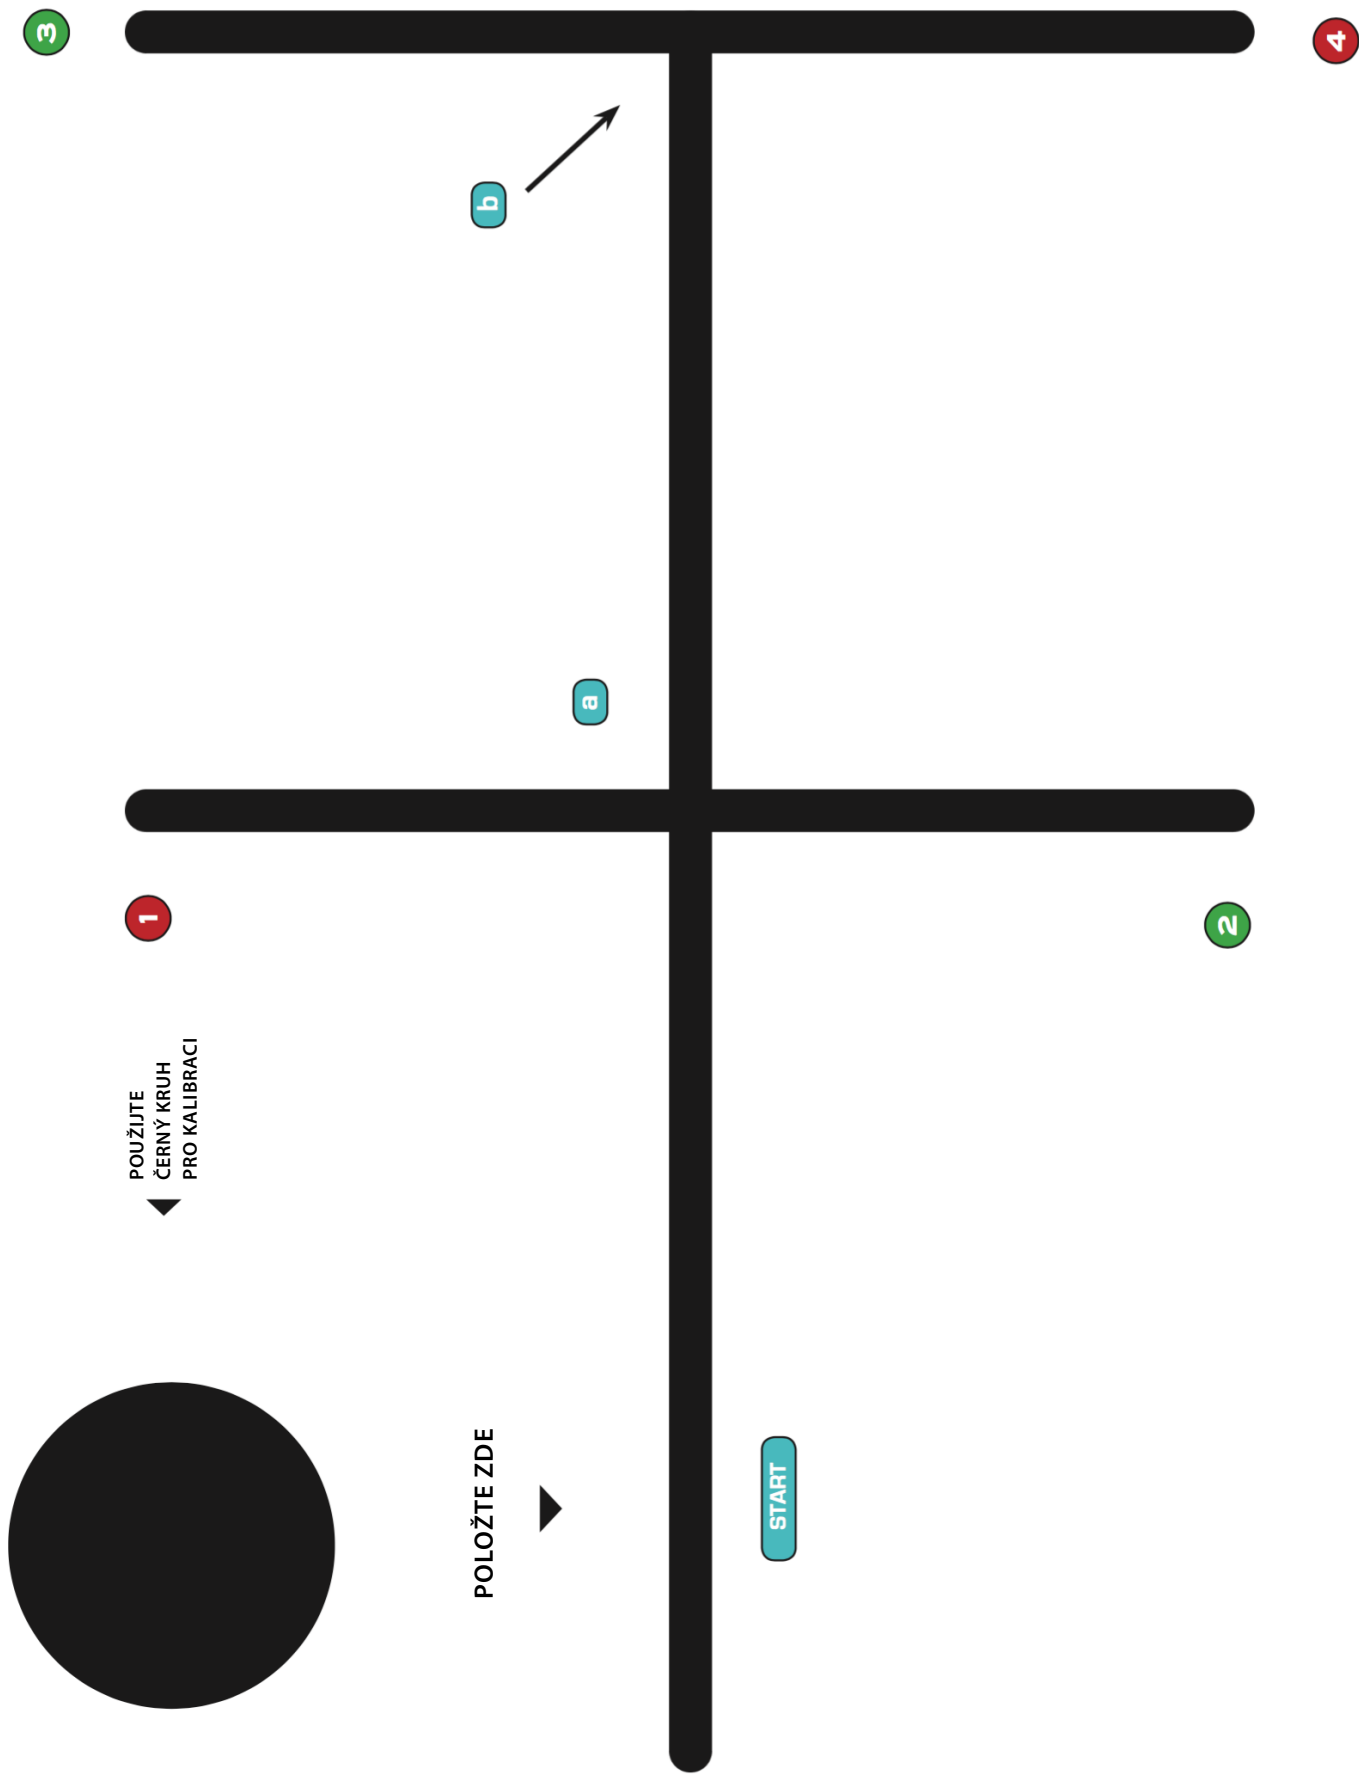 3
4
b
a
1
2
POUŽIJTE
ČERNÝ KRUH
PRO KALIBRACI
POLOŽTE ZDE
START